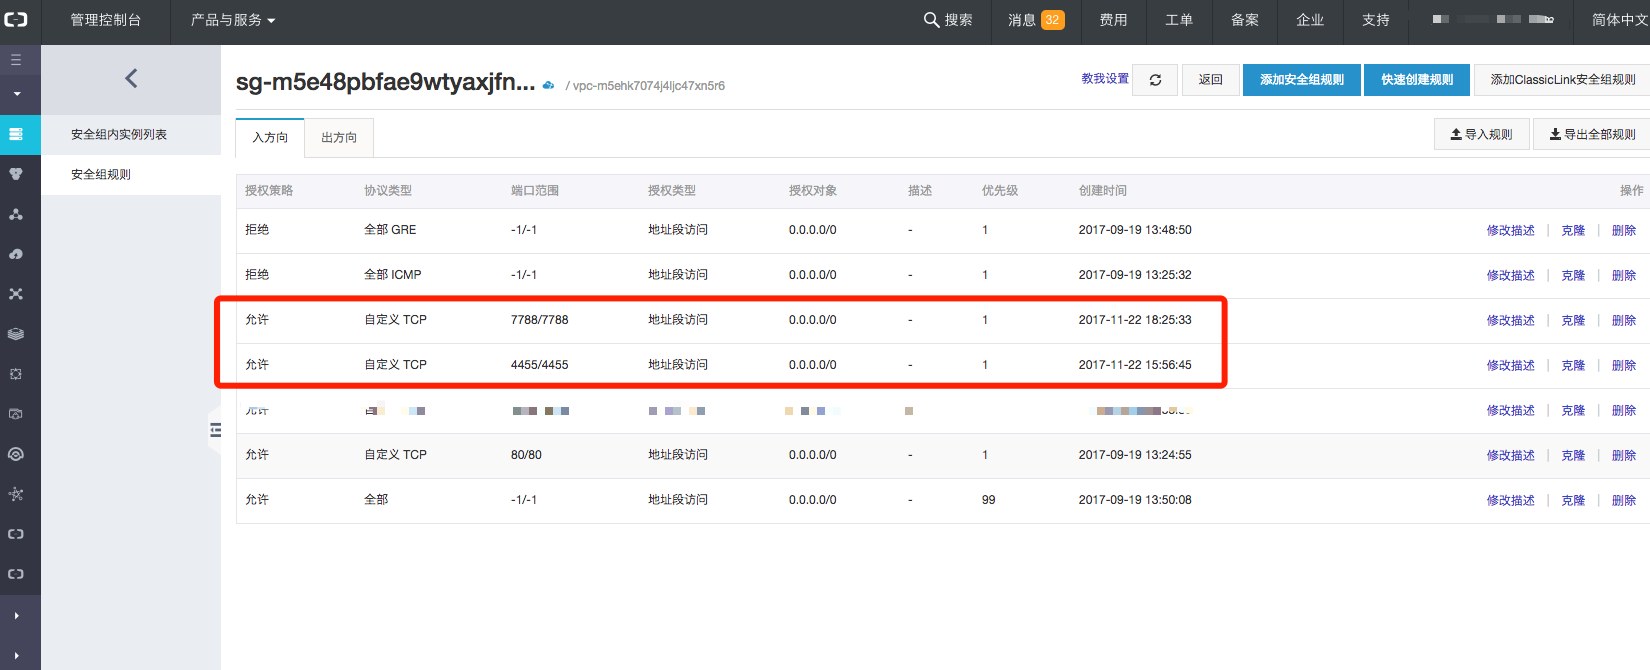 管理控制台 产品与服务 搜索 消息 32 费用 工单 备案 企业 支持 简体中文
sg-m5e48pbfae9wtyaxjfn... / vpc-m5ehk7074j4ljc47xn5r6 教我设置 返回 添加安全组规则 快速创建规则 添加ClassicLink安全组规则
安全组内实例列表
安全组规则
入方向 出方向 导入规则 导出全部规则
授权策略 协议类型 端口范围 授权类型 授权对象 描述 优先级 创建时间 操作
拒绝 全部 GRE -1/-1 地址段访问 0.0.0.0/0 - 1 2017-09-19 13:48:50 修改描述 | 克隆 | 删除
拒绝 全部 ICMP -1/-1 地址段访问 0.0.0.0/0 - 1 2017-09-19 13:25:32 修改描述 | 克隆 | 删除
允许 自定义 TCP 7788/7788 地址段访问 0.0.0.0/0 - 1 2017-11-22 18:25:33 修改描述 | 克隆 | 删除
允许 自定义 TCP 4455/4455 地址段访问 0.0.0.0/0 - 1 2017-11-22 15:56:45 修改描述 | 克隆 | 删除
允许 修改描述 | 克隆 | 删除
允许 自定义 TCP 80/80 地址段访问 0.0.0.0/0 - 1 2017-09-19 13:24:55 修改描述 | 克隆 | 删除
允许 全部 -1/-1 地址段访问 0.0.0.0/0 - 99 2017-09-19 13:50:08 修改描述 | 克隆 | 删除